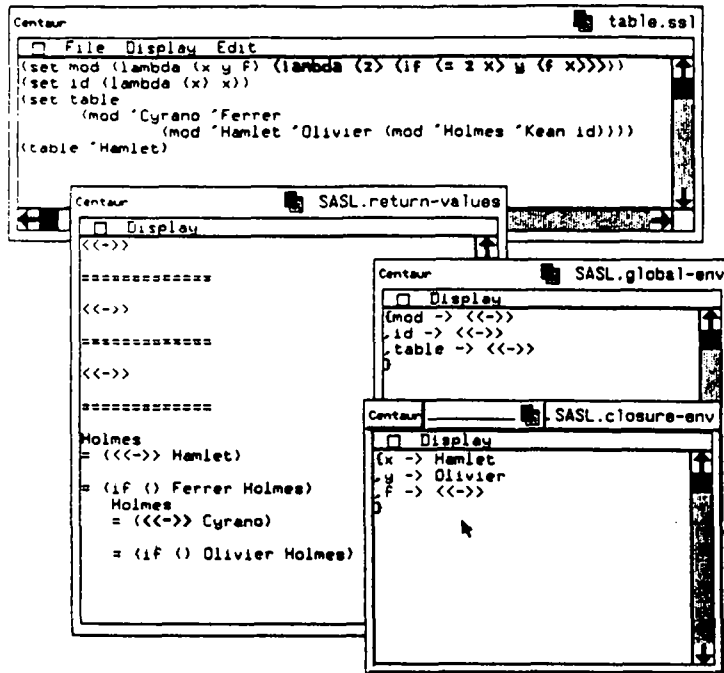 Centaur table.ssl
File Display Edit
(set mod (lambda (x y f) (lambda (z) (if (= z x) y (f x)))))
(set id (lambda (x) x))
(set table
(mod 'Cyrano 'Ferrer
(mod 'Hamlet 'Olivier (mod 'Holmes 'Kean id))))
(table 'Hamlet)
Centaur SASL.return-values
Display
<<->>
=============
<<->>
=============
<<->>
=============
Holmes
= (<<->> Hamlet)
= (if () Ferrer Holmes)
Holmes
= (<<->> Cyrano)
= (if () Olivier Holmes)
Centaur SASL.global-env
Display
{mod -> <<->>
,id -> <<->>
,table -> <<->>
}
Centaur SASL.closure-env
Display
{x -> Hamlet
,y -> Olivier
,f -> <<->>
}